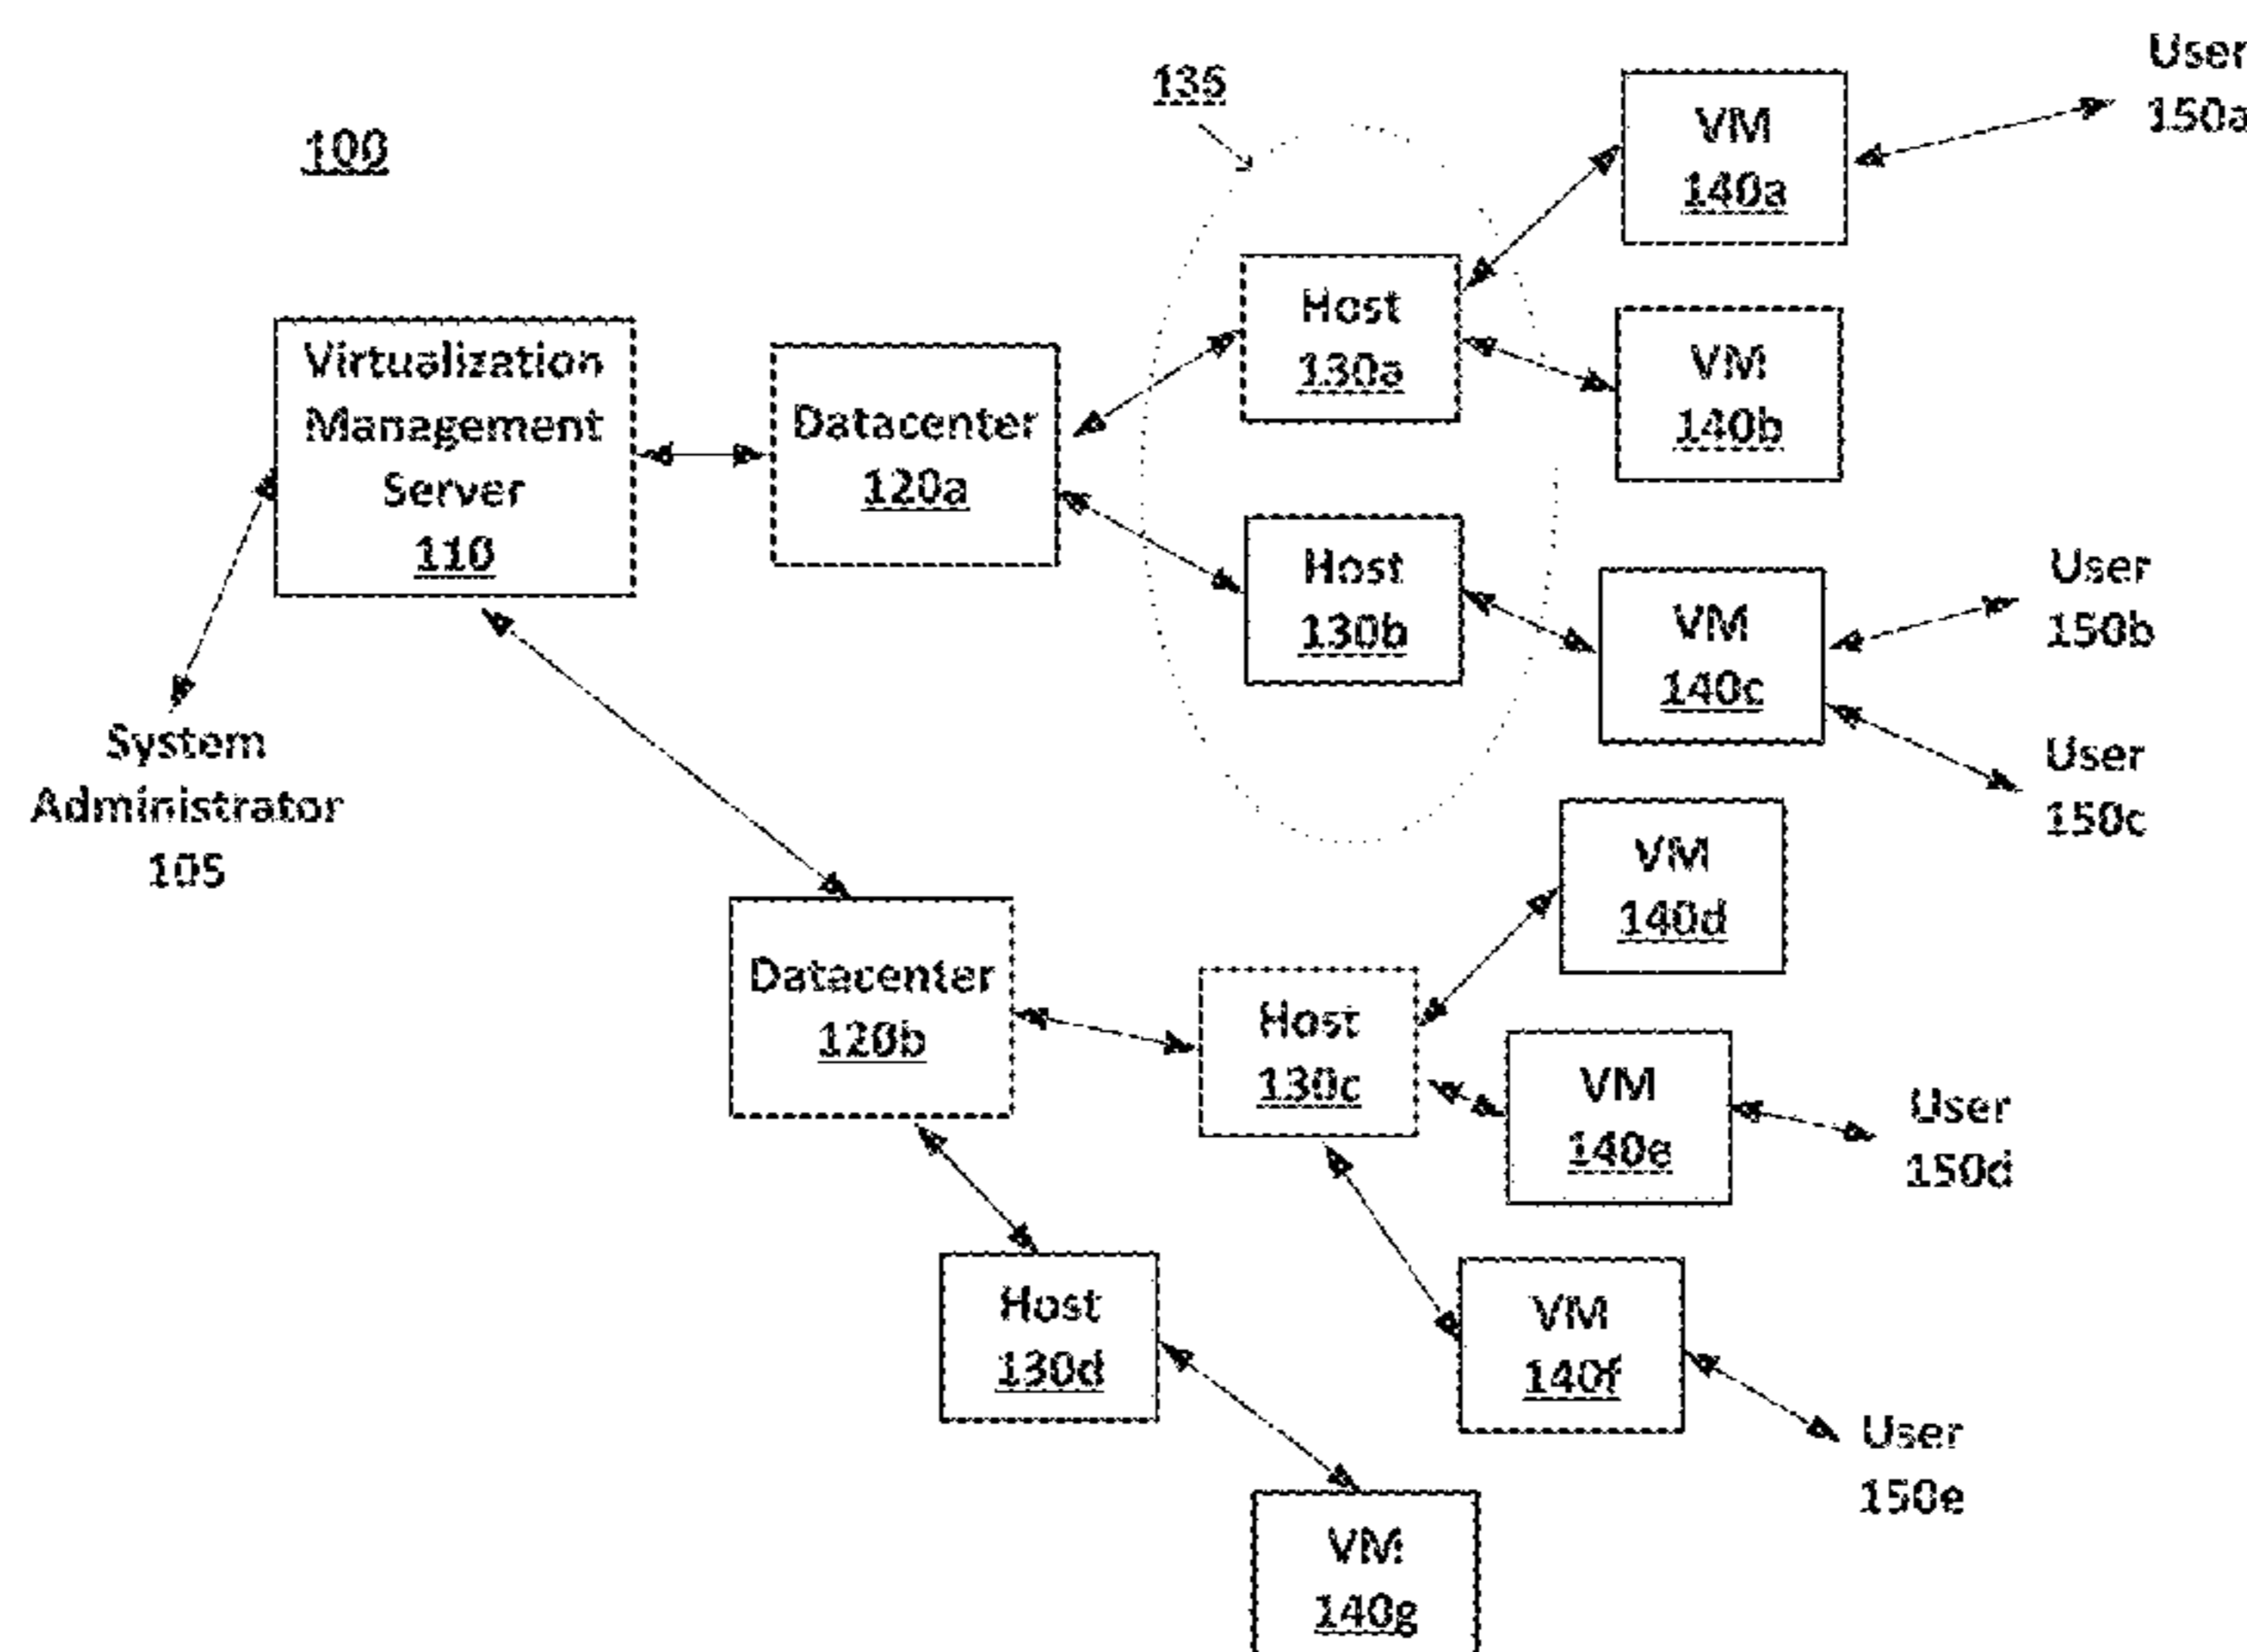 100
135
User
150a
VM
140a
Host
130a
VM
140b
Virtualization
Management
Server
110
Datacenter
120a
Host
130b
VM
140c
User
150b
User
150c
System
Administrator
105
VM
140d
Datacenter
120b
Host
130c
VM
140e
User
150d
Host
130d
VM
140f
User
150e
VM
140g